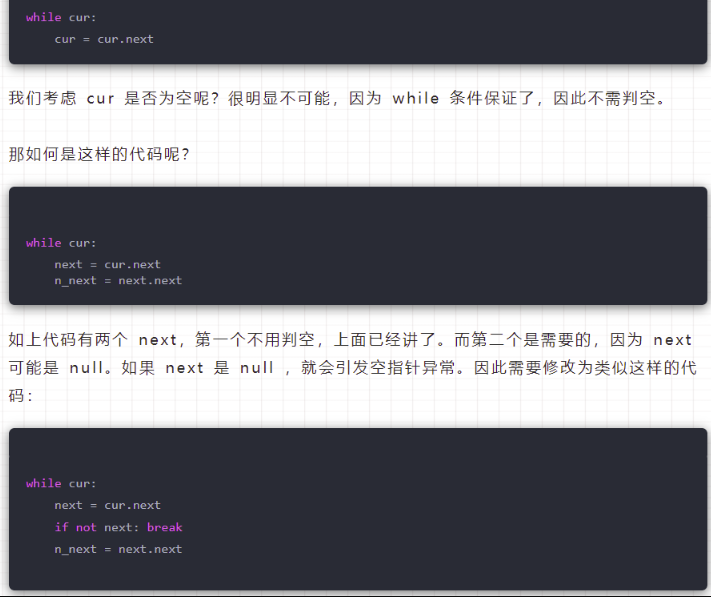 while cur:
    cur = cur.next
我们考虑 cur 是否为空呢？很明显不可能，因为 while 条件保证了，因此不需判空。
那如何是这样的代码呢？
while cur:
    next = cur.next
    n_next = next.next
如上代码有两个 next，第一个不用判空，上面已经讲了。而第二个是需要的，因为 next
可能是 null。如果 next 是 null ，就会引发空指针异常。因此需要修改为类似这样的代
码：
while cur:
    next = cur.next
    if not next: break
    n_next = next.next